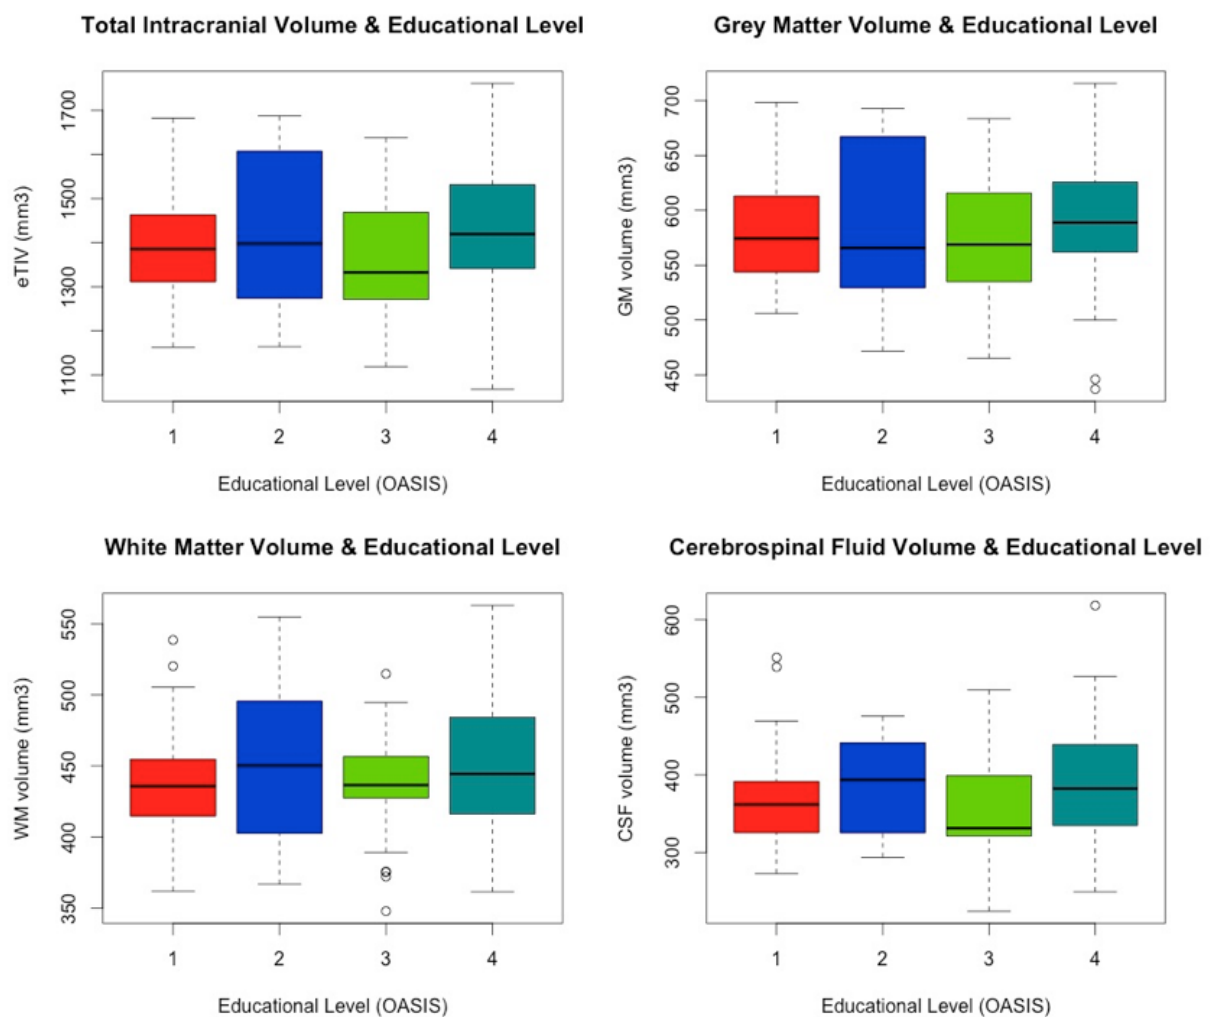 Total Intracranial Volume & Educational Level
eTIV (mm3)
1700
1500
1300
1100
1 2 3 4
Educational Level (OASIS)
Grey Matter Volume & Educational Level
GM volume (mm3)
700
650
600
550
500
450
1 2 3 4
Educational Level (OASIS)
White Matter Volume & Educational Level
WM volume (mm3)
550
500
450
400
350
1 2 3 4
Educational Level (OASIS)
Cerebrospinal Fluid Volume & Educational Level
CSF volume (mm3)
600
500
400
300
1 2 3 4
Educational Level (OASIS)